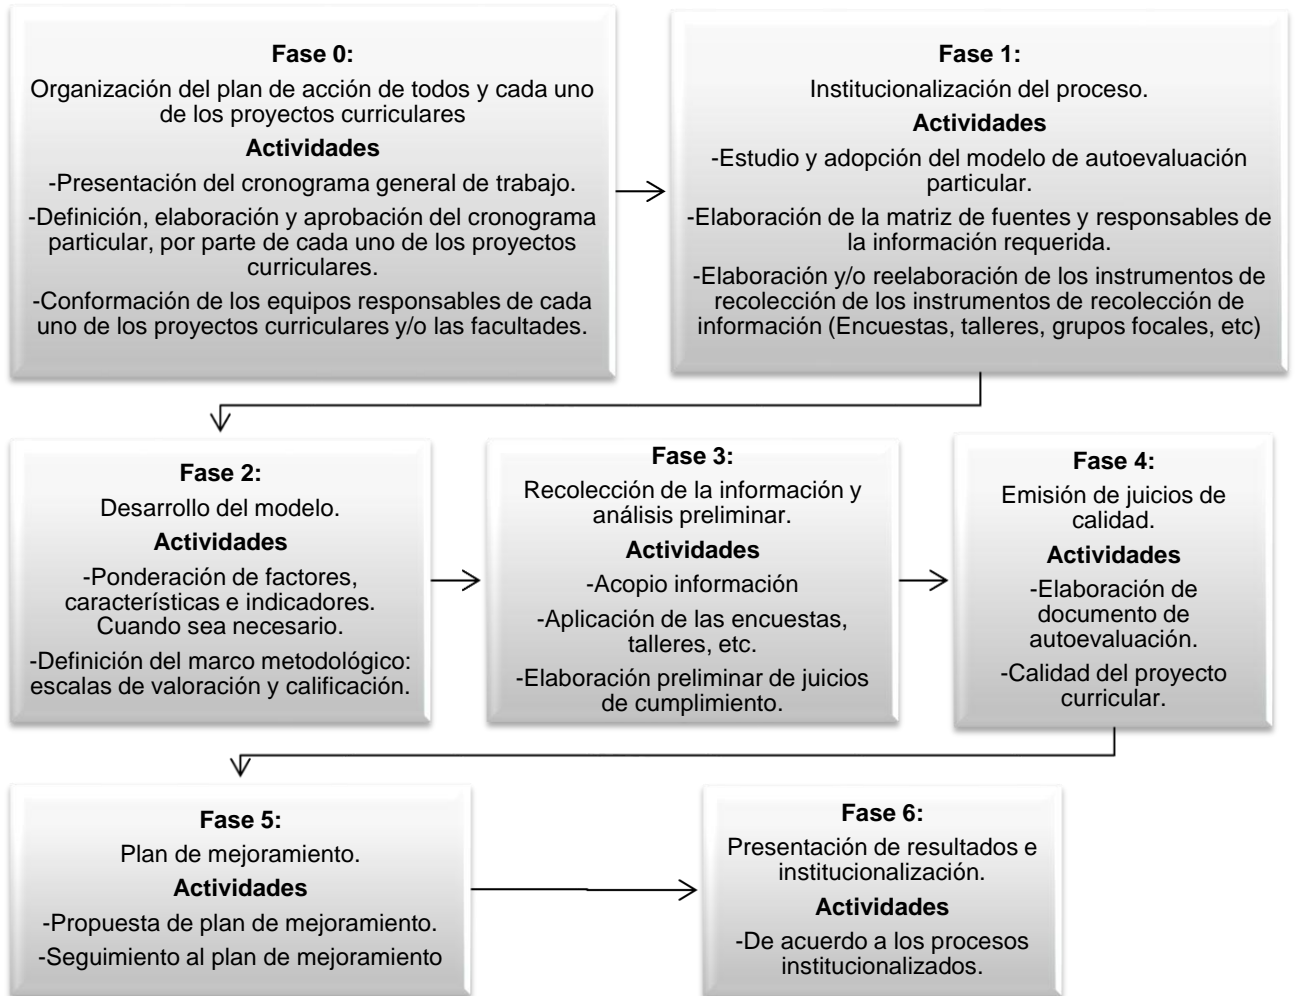 Fase 0:
Organización del plan de acción de todos y cada uno
de los proyectos curriculares
Actividades
-Presentación del cronograma general de trabajo.
-Definición, elaboración y aprobación del cronograma
particular, por parte de cada uno de los proyectos
curriculares.
-Conformación de los equipos responsables de cada
uno de los proyectos curriculares y/o las facultades.
Fase 1:
Institucionalización del proceso.
Actividades
-Estudio y adopción del modelo de autoevaluación
particular.
-Elaboración de la matriz de fuentes y responsables de
la información requerida.
-Elaboración y/o reelaboración de los instrumentos de
recolección de los instrumentos de recolección de
información (Encuestas, talleres, grupos focales, etc)
Fase 2:
Desarrollo del modelo.
Actividades
-Ponderación de factores,
características e indicadores.
Cuando sea necesario.
-Definición del marco metodológico:
escalas de valoración y calificación.
Fase 3:
Recolección de la información y
análisis preliminar.
Actividades
-Acopio información
-Aplicación de las encuestas,
talleres, etc.
-Elaboración preliminar de juicios
de cumplimiento.
Fase 4:
Emisión de juicios de
calidad.
Actividades
-Elaboración de
documento de
autoevaluación.
-Calidad del proyecto
curricular.
Fase 5:
Plan de mejoramiento.
Actividades
-Propuesta de plan de mejoramiento.
-Seguimiento al plan de mejoramiento
Fase 6:
Presentación de resultados e
institucionalización.
Actividades
-De acuerdo a los procesos
institucionalizados.